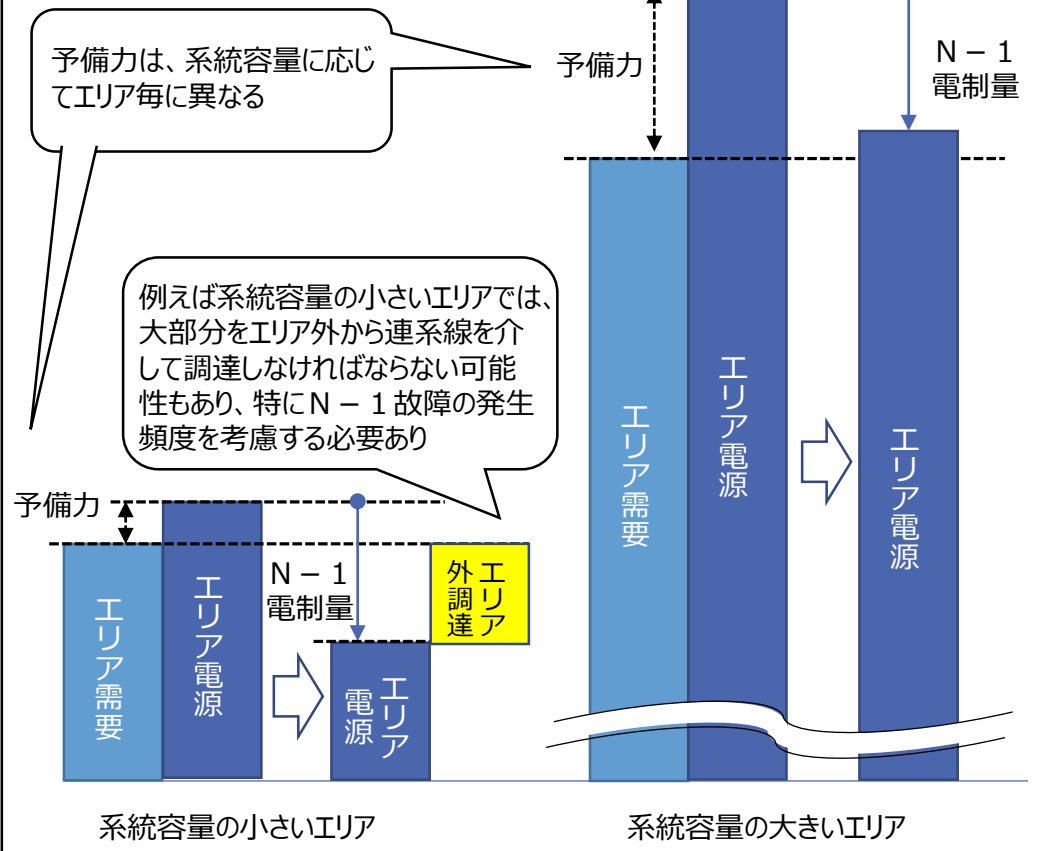 予備力は、系統容量に応じ
てエリア毎に異なる
予備力
N－1
電制量
例えば系統容量の小さいエリアでは、
大部分をエリア外から連系線を介
して調達しなければならない可能
性もあり、特にN－1故障の発生
頻度を考慮する必要あり
エリア需要
エリア電源
エリア電源
予備力
エリア需要
エリア電源
N－1
電制量
エリア
電源
エリア
外調達
系統容量の小さいエリア
系統容量の大きいエリア